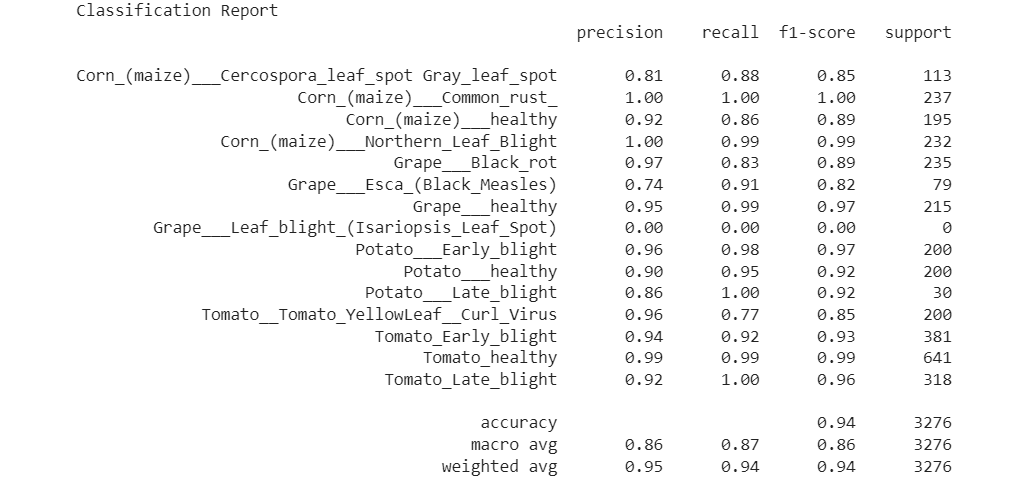 Classification Report
precision recall f1-score support
Corn_(maize)___Cercospora_leaf_spot Gray_leaf_spot 0.81 0.88 0.85 113
Corn_(maize)___Common_rust_ 1.00 1.00 1.00 237
Corn_(maize)___healthy 0.92 0.86 0.89 195
Corn_(maize)___Northern_Leaf_Blight 1.00 0.99 0.99 232
Grape___Black_rot 0.97 0.83 0.89 235
Grape___Esca_(Black_Measles) 0.74 0.91 0.82 79
Grape___healthy 0.95 0.99 0.97 215
Grape___Leaf_blight_(Isariopsis_Leaf_Spot) 0.00 0.00 0.00 0
Potato___Early_blight 0.96 0.98 0.97 200
Potato___healthy 0.90 0.95 0.92 200
Potato___Late_blight 0.86 1.00 0.92 30
Tomato__Tomato_YellowLeaf__Curl_Virus 0.96 0.77 0.85 200
Tomato_Early_blight 0.94 0.92 0.93 381
Tomato_healthy 0.99 0.99 0.99 641
Tomato_Late_blight 0.92 1.00 0.96 318
accuracy 0.94 3276
macro avg 0.86 0.87 0.86 3276
weighted avg 0.95 0.94 0.94 3276